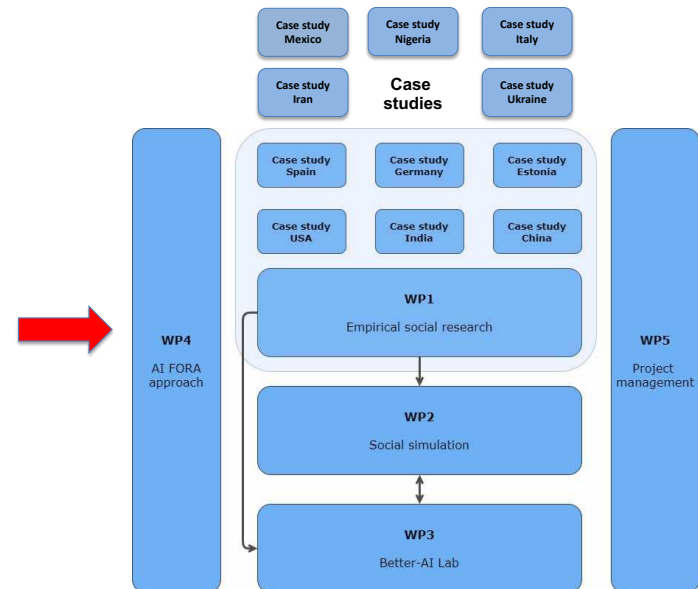 Case study
Mexico
Case study
Nigeria
Case study
Italy
Case study
Iran
Case
studies
Case study
Ukraine
Case study
Spain
Case study
Germany
Case study
Estonia
Case study
USA
Case study
India
Case study
China
WP1
Empirical social research
WP4
AI FORA
approach
WP5
Project
management
WP2
Social simulation
WP3
Better-AI Lab